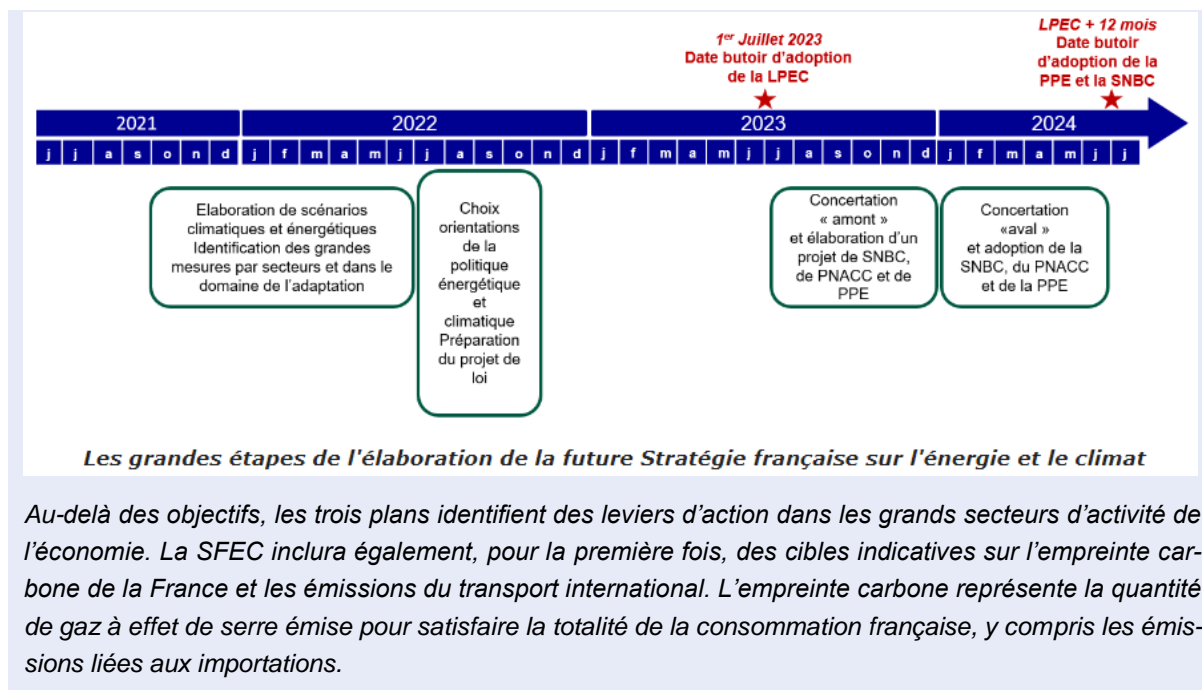 1er Juillet 2023
Date butoir d'adoption
de la LPEC
LPEC + 12 mois
Date butoir
d'adoption de la
PPE et la SNBC
2021 2022 2023 2024
j j a s o n d j f m a m j j a s o n d j f m a m j j a s o n d j f m a m j j
Elaboration de scénarios
climatiques et énergétiques
Identification des grandes
mesures par secteurs et dans le
domaine de l'adaptation
Choix
orientations
de la
politique
énergétique
et
climatique
Préparation
du projet de
loi
Concertation
« amont »
et élaboration d'un
projet de SNBC,
de PNACC et de
PPE
Concertation
«aval »
et adoption de la
SNBC, du PNACC
et de la PPE
Les grandes étapes de l'élaboration de la future Stratégie française sur l'énergie et le climat
Au-delà des objectifs, les trois plans identifient des leviers d'action dans les grands secteurs d'activité de
l'économie. La SFEC inclura également, pour la première fois, des cibles indicatives sur l'empreinte car-
bone de la France et les émissions du transport international. L'empreinte carbone représente la quantité
de gaz à effet de serre émise pour satisfaire la totalité de la consommation française, y compris les émis-
sions liées aux importations.